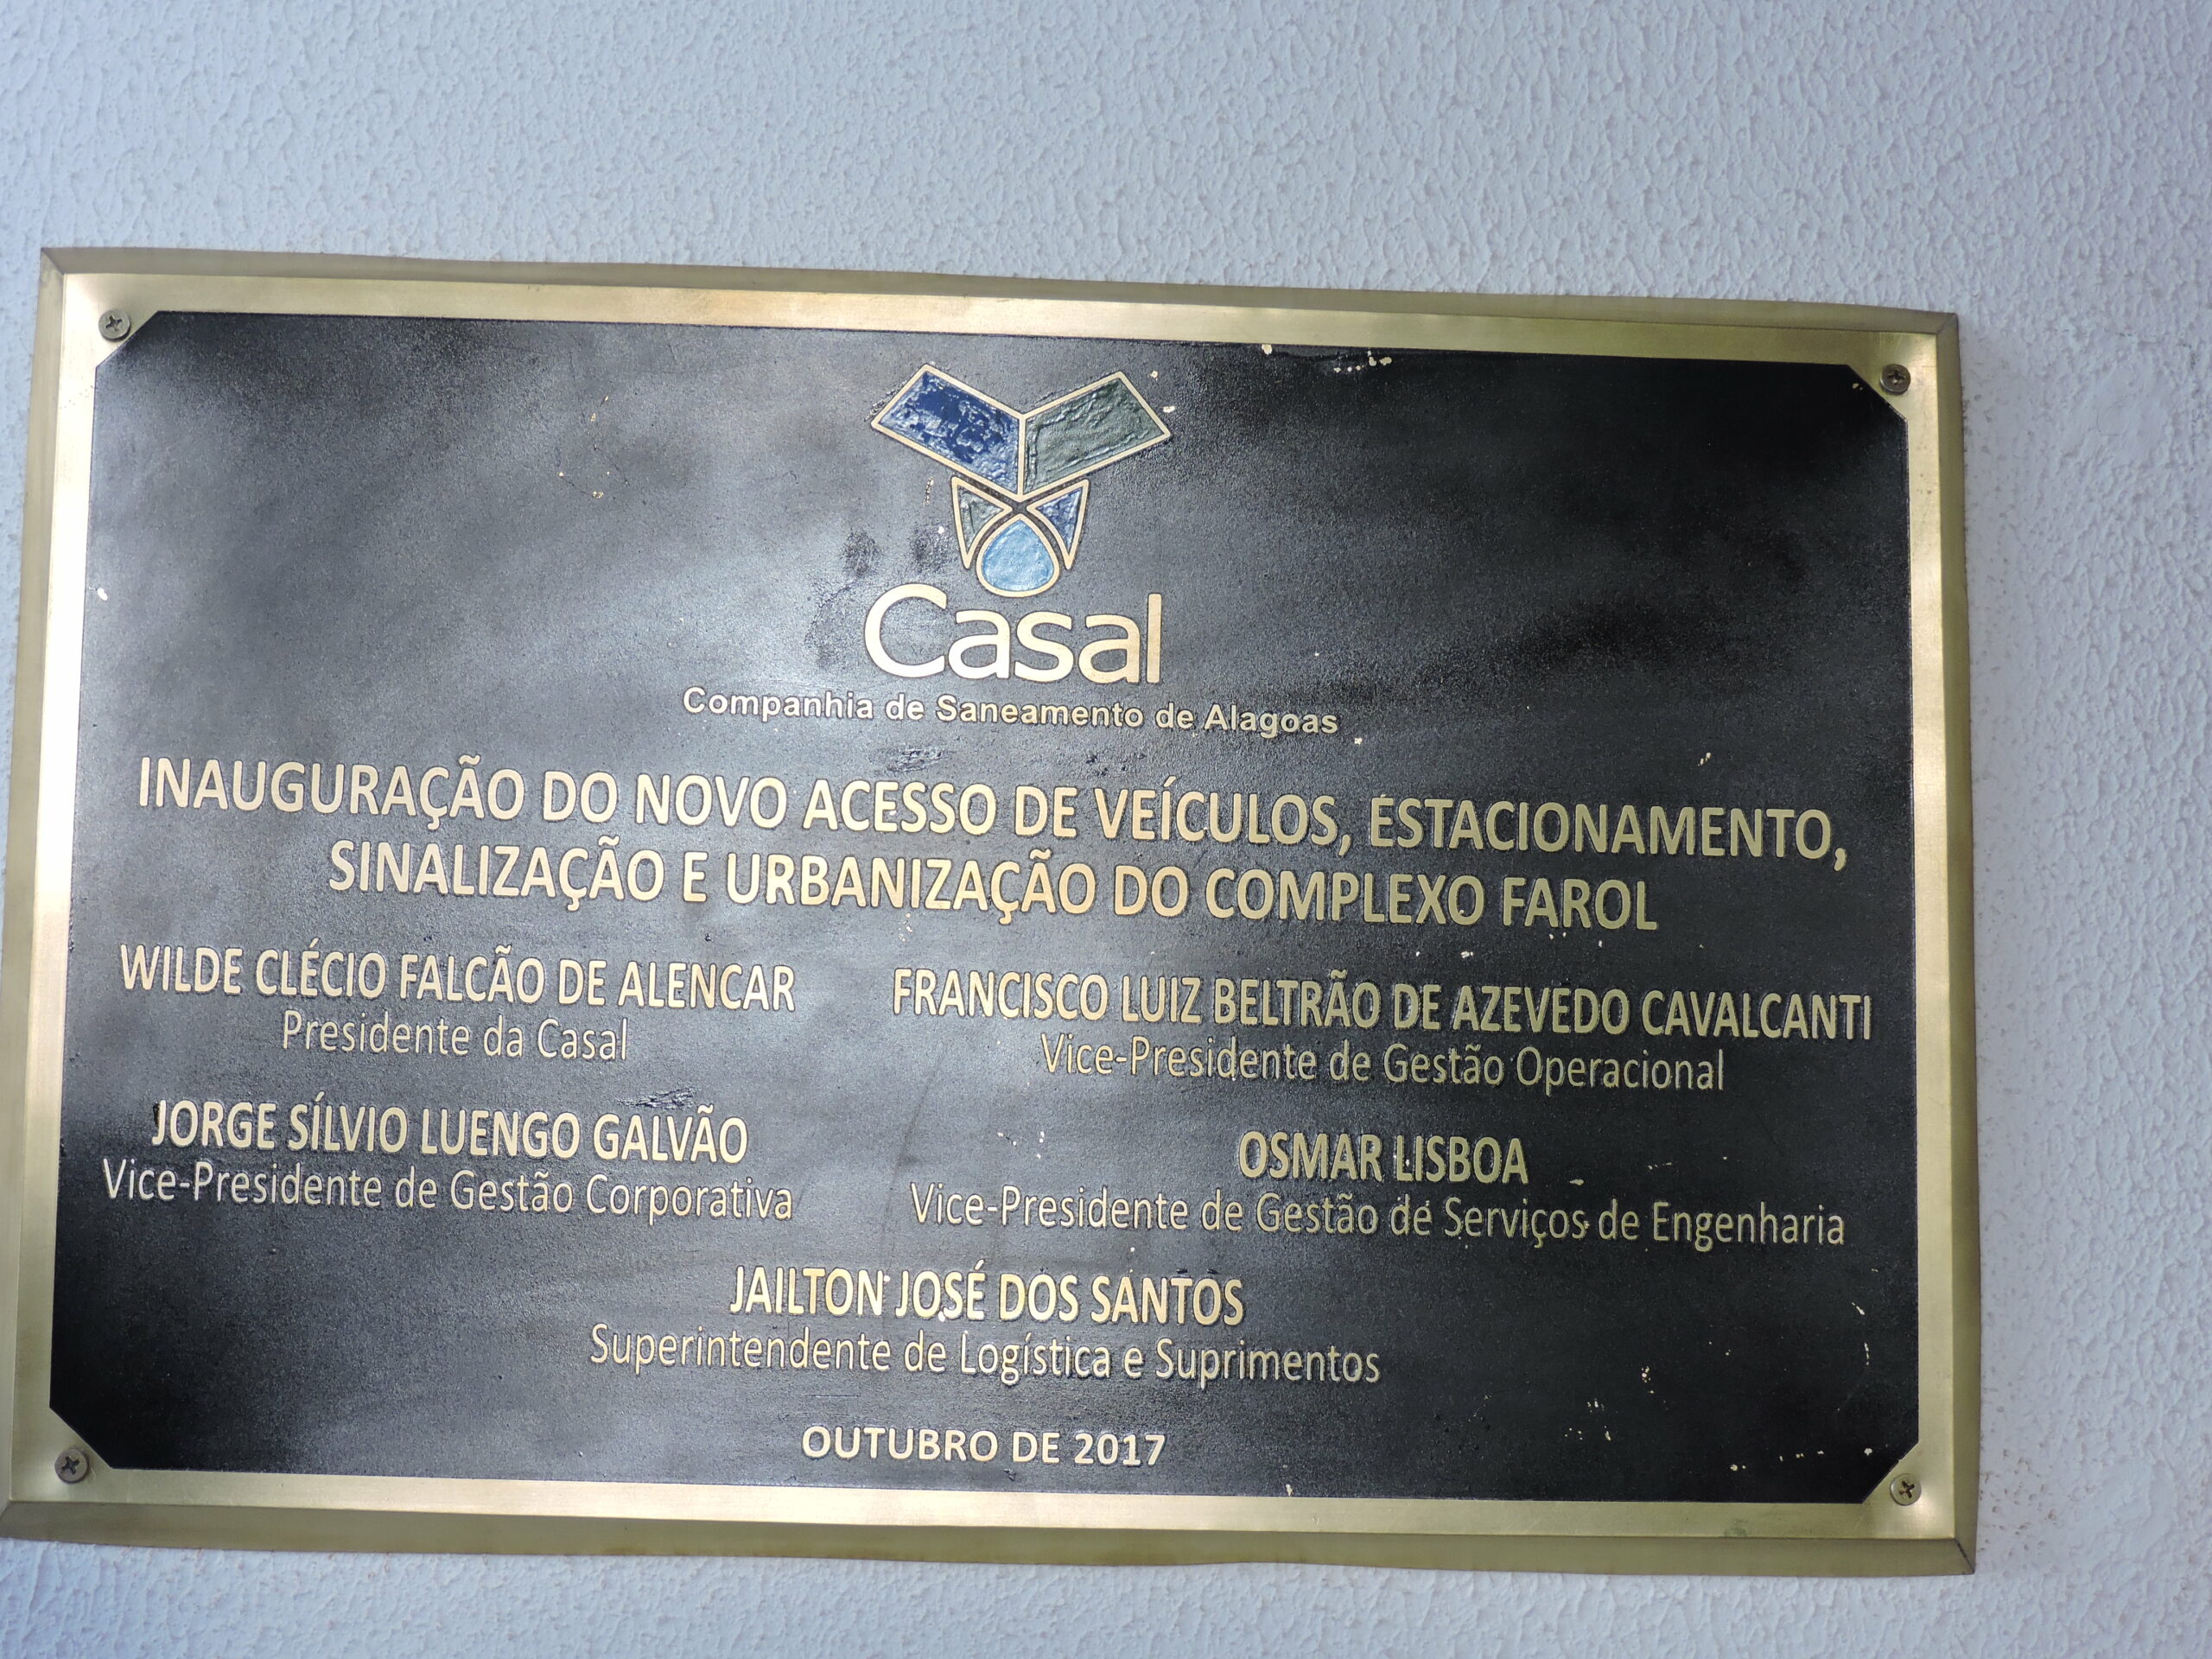 Casal
Companhia de Saneamento de Alagoas
INAUGURAÇÃO DO NOVO ACESSO DE VEÍCULOS, ESTACIONAMENTO,
SINALIZAÇÃO E URBANIZAÇÃO DO COMPLEXO FAROL
WILDE CLÉCIO FALCÃO DE ALENCAR
Presidente da Casal
FRANCISCO LUIZ BELTRÃO DE AZEVEDO CAVALCANTI
Vice-Presidente de Gestão Operacional
JORGE SÍLVIO LUENGO GALVÃO
Vice-Presidente de Gestão Corporativa
OSMAR LISBOA
Vice-Presidente de Gestão de Serviços de Engenharia
JAILTON JOSÉ DOS SANTOS
Superintendente de Logística e Suprimentos
OUTUBRO DE 2017